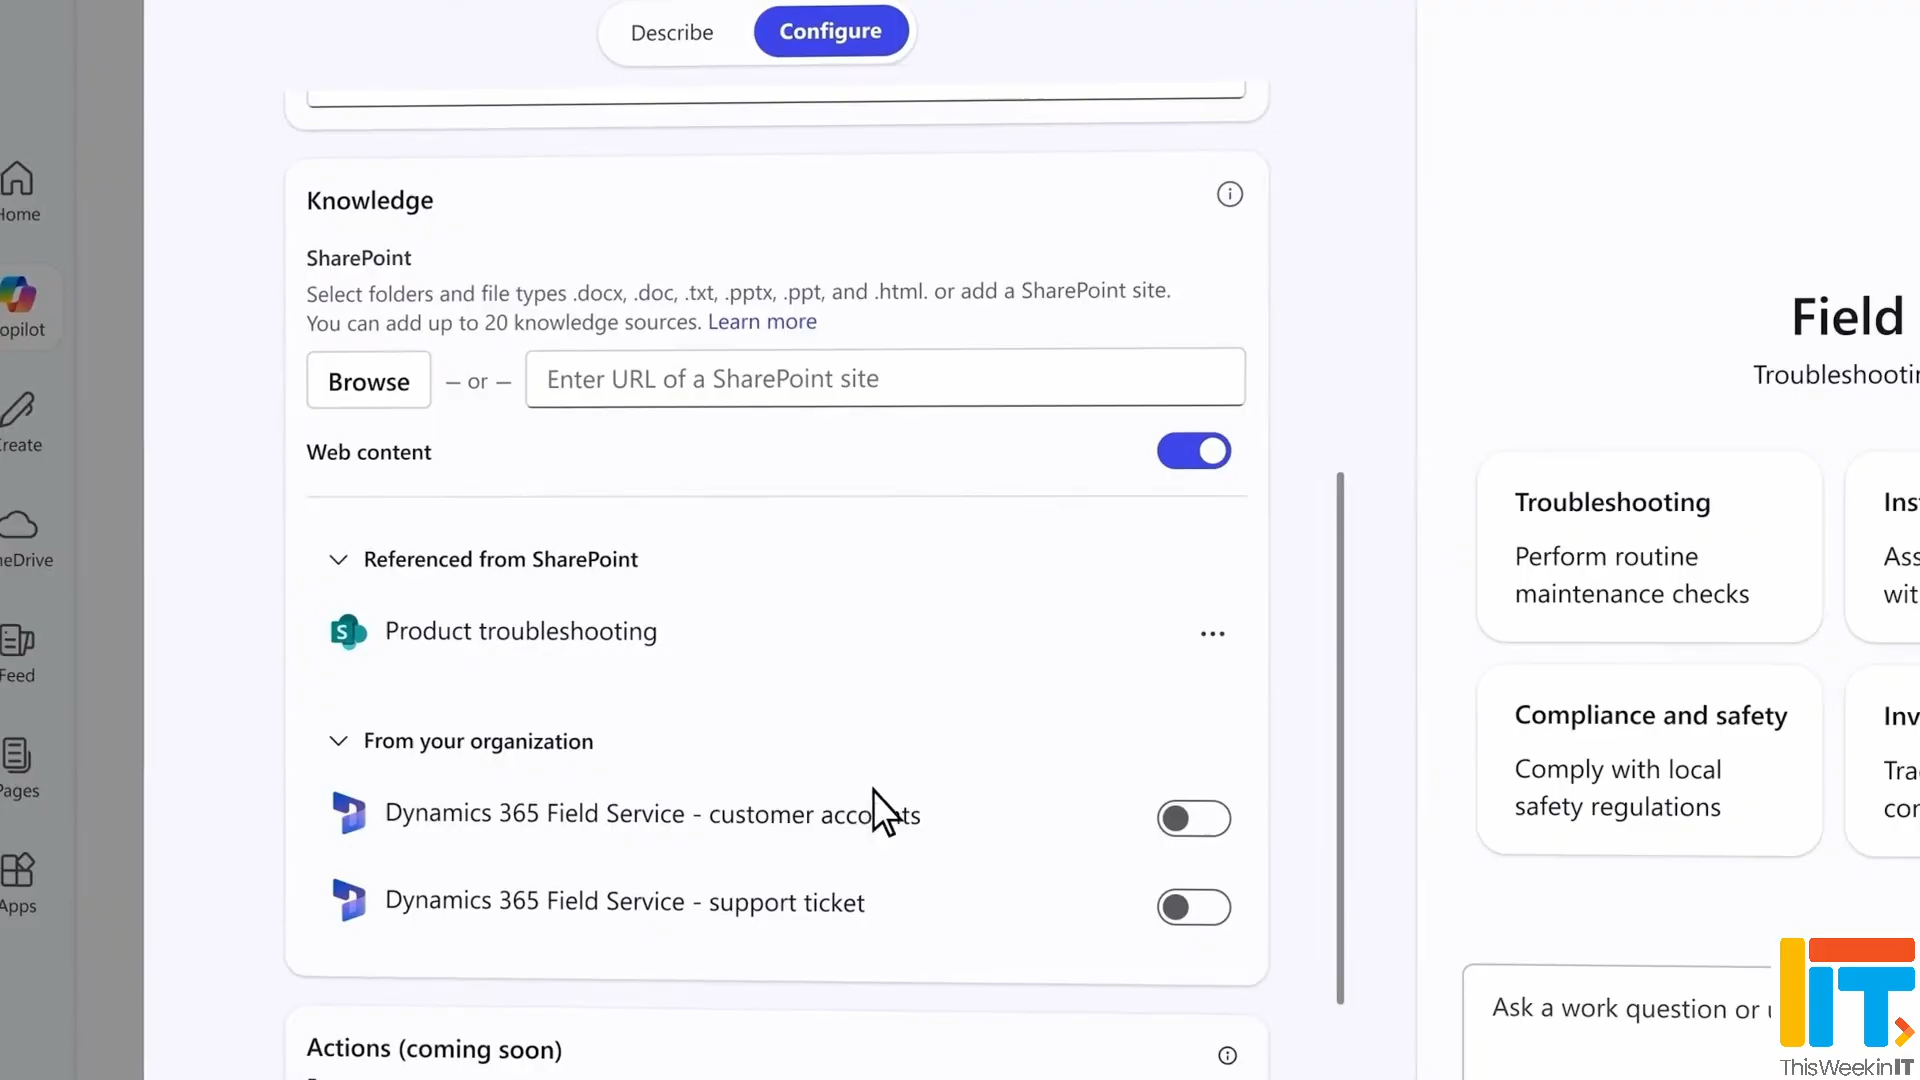 Describe
Configure
Home
opilot
Create
neDrive
Feed
Pages
Apps
Knowledge
SharePoint
Select folders and file types .docx, .doc, .txt, .pptx, .ppt, and .html. or add a SharePoint site.
You can add up to 20 knowledge sources. Learn more
Browse
– or –
Enter URL of a SharePoint site
Web content
Referenced from SharePoint
Product troubleshooting
From your organization
Dynamics 365 Field Service - customer accounts
Dynamics 365 Field Service - support ticket
Actions (coming soon)
Field
Troubleshootin
Troubleshooting
Perform routine
maintenance checks
Ins
Ass
wit
Compliance and safety
Comply with local
safety regulations
Inv
Tra
cor
Ask a work question or
IT
ThisWeekinIT